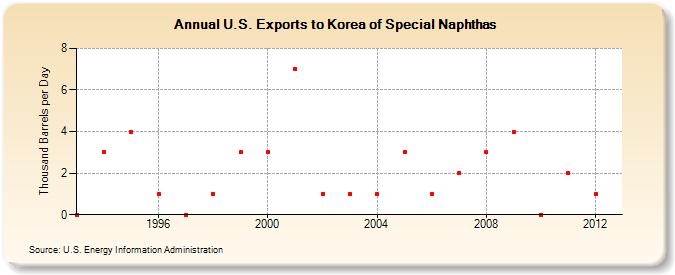 Annual U.S. Exports to Korea of Special Naphthas
Thousand Barrels per Day
8
6
4
2
0
1996 2000 2004 2008 2012
Source: U.S. Energy Information Administration